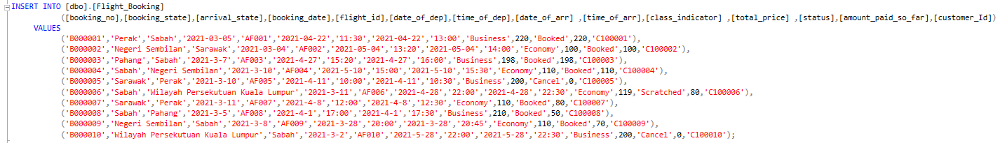 INSERT INTO [dbo].[Flight_Booking]
([booking_no],[booking_state],[arrival_state],[booking_date],[flight_id],[date_of_dep],[time_of_dep],[date_of_arr] ,[time_of_arr],[class_indicator] ,[total_price] ,[status],[amount_paid_so_far],[customer_Id])
VALUES
('B000001','Perak','Sabah','2021-03-05','AF001','2021-04-22','11:30','2021-04-22','13:00','Business',220,'Booked',220,'C100001'),
('B000002','Negeri Sembilan','Sarawak','2021-03-04','AF002','2021-05-04','13:20','2021-05-04','14:00','Economy',100,'Booked',100,'C100002'),
('B000003','Pahang','Sabah','2021-3-7','AF003','2021-4-27','15:20','2021-4-27','16:00','Business',198,'Booked',198,'C100003'),
('B000004','Sabah','Negeri Sembilan','2021-3-10','AF004','2021-5-10','15:00','2021-5-10','15:30','Economy',110,'Booked',110,'C100004'),
('B000005','Sarawak','Perak','2021-3-10','AF005','2021-4-11','10:00','2021-4-11','10:30','Business',200,'Cancel',0,'C100005'),
('B000006','Sabah','Wilayah Persekutuan Kuala Lumpur','2021-3-11','AF006','2021-4-28','22:00','2021-4-28','22:30','Economy',119,'Scratched',80,'C100006'),
('B000007','Sarawak','Perak','2021-3-11','AF007','2021-4-8','12:00','2021-4-8','12:30','Economy',110,'Booked',80,'C100007'),
('B000008','Sabah','Pahang','2021-3-5','AF008','2021-4-1','17:00','2021-4-1','17:30','Business',210,'Booked',50,'C100008'),
('B000009','Negeri Sembilan','Sabah','2021-3-8','AF009','2021-3-28','20:00','2021-3-28','20:45','Economy',110,'Booked',70,'C100009'),
('B000010','Wilayah Persekutuan Kuala Lumpur','Sabah','2021-3-2','AF010','2021-5-28','22:00','2021-5-28','22:30','Business',200,'Cancel',0,'C100010');